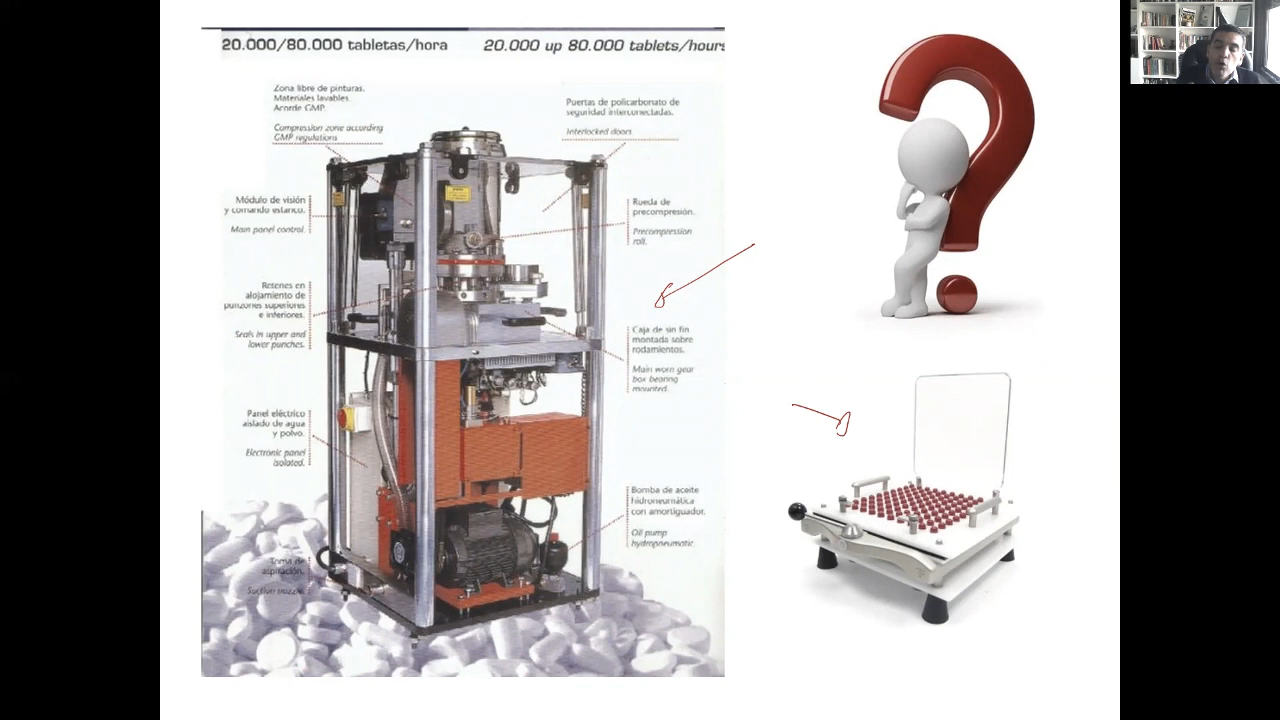 20.000/80.000 tabletas/hora
20.000 up 80.000 tablets/hours
Zona libre de pinturas.
Materiales lavables.
Acorde GMP.
Compression zone according
GMP regulations
Puertas de policarbonato de
seguridad interconectadas.
Interlocked doors
Módulo de visión
y comando estanco.
Main panel control.
Rueda de
precompresión.
Precompression
roll.
Retenes en
alojamiento de
punzones superiores
e inferiores.
Seals in upper and
lower punches.
Caja de sin fin
montada sobre
rodamientos.
Main worn gear
box bearing
mounted.
Panel eléctrico
aislado de agua
y polvo.
Electronic panel
isolated.
Bomba de aceite
hidroneumática
con amortiguador.
Oil pump
hydropneumatic.
Toma de
aspiración.
Suction nozzle.